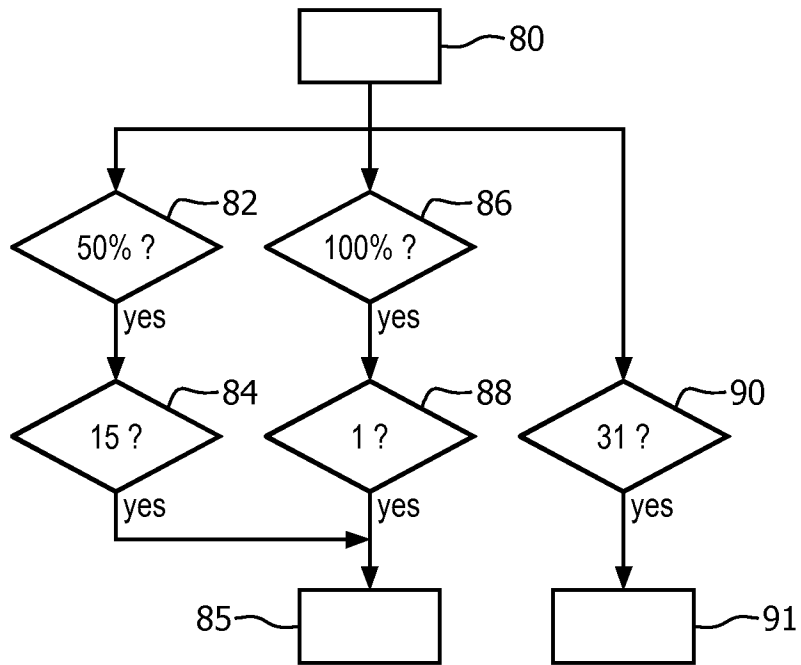 80
82
86
50% ?
100% ?
yes
yes
84
88
90
15 ?
1 ?
31 ?
yes
yes
yes
85
91